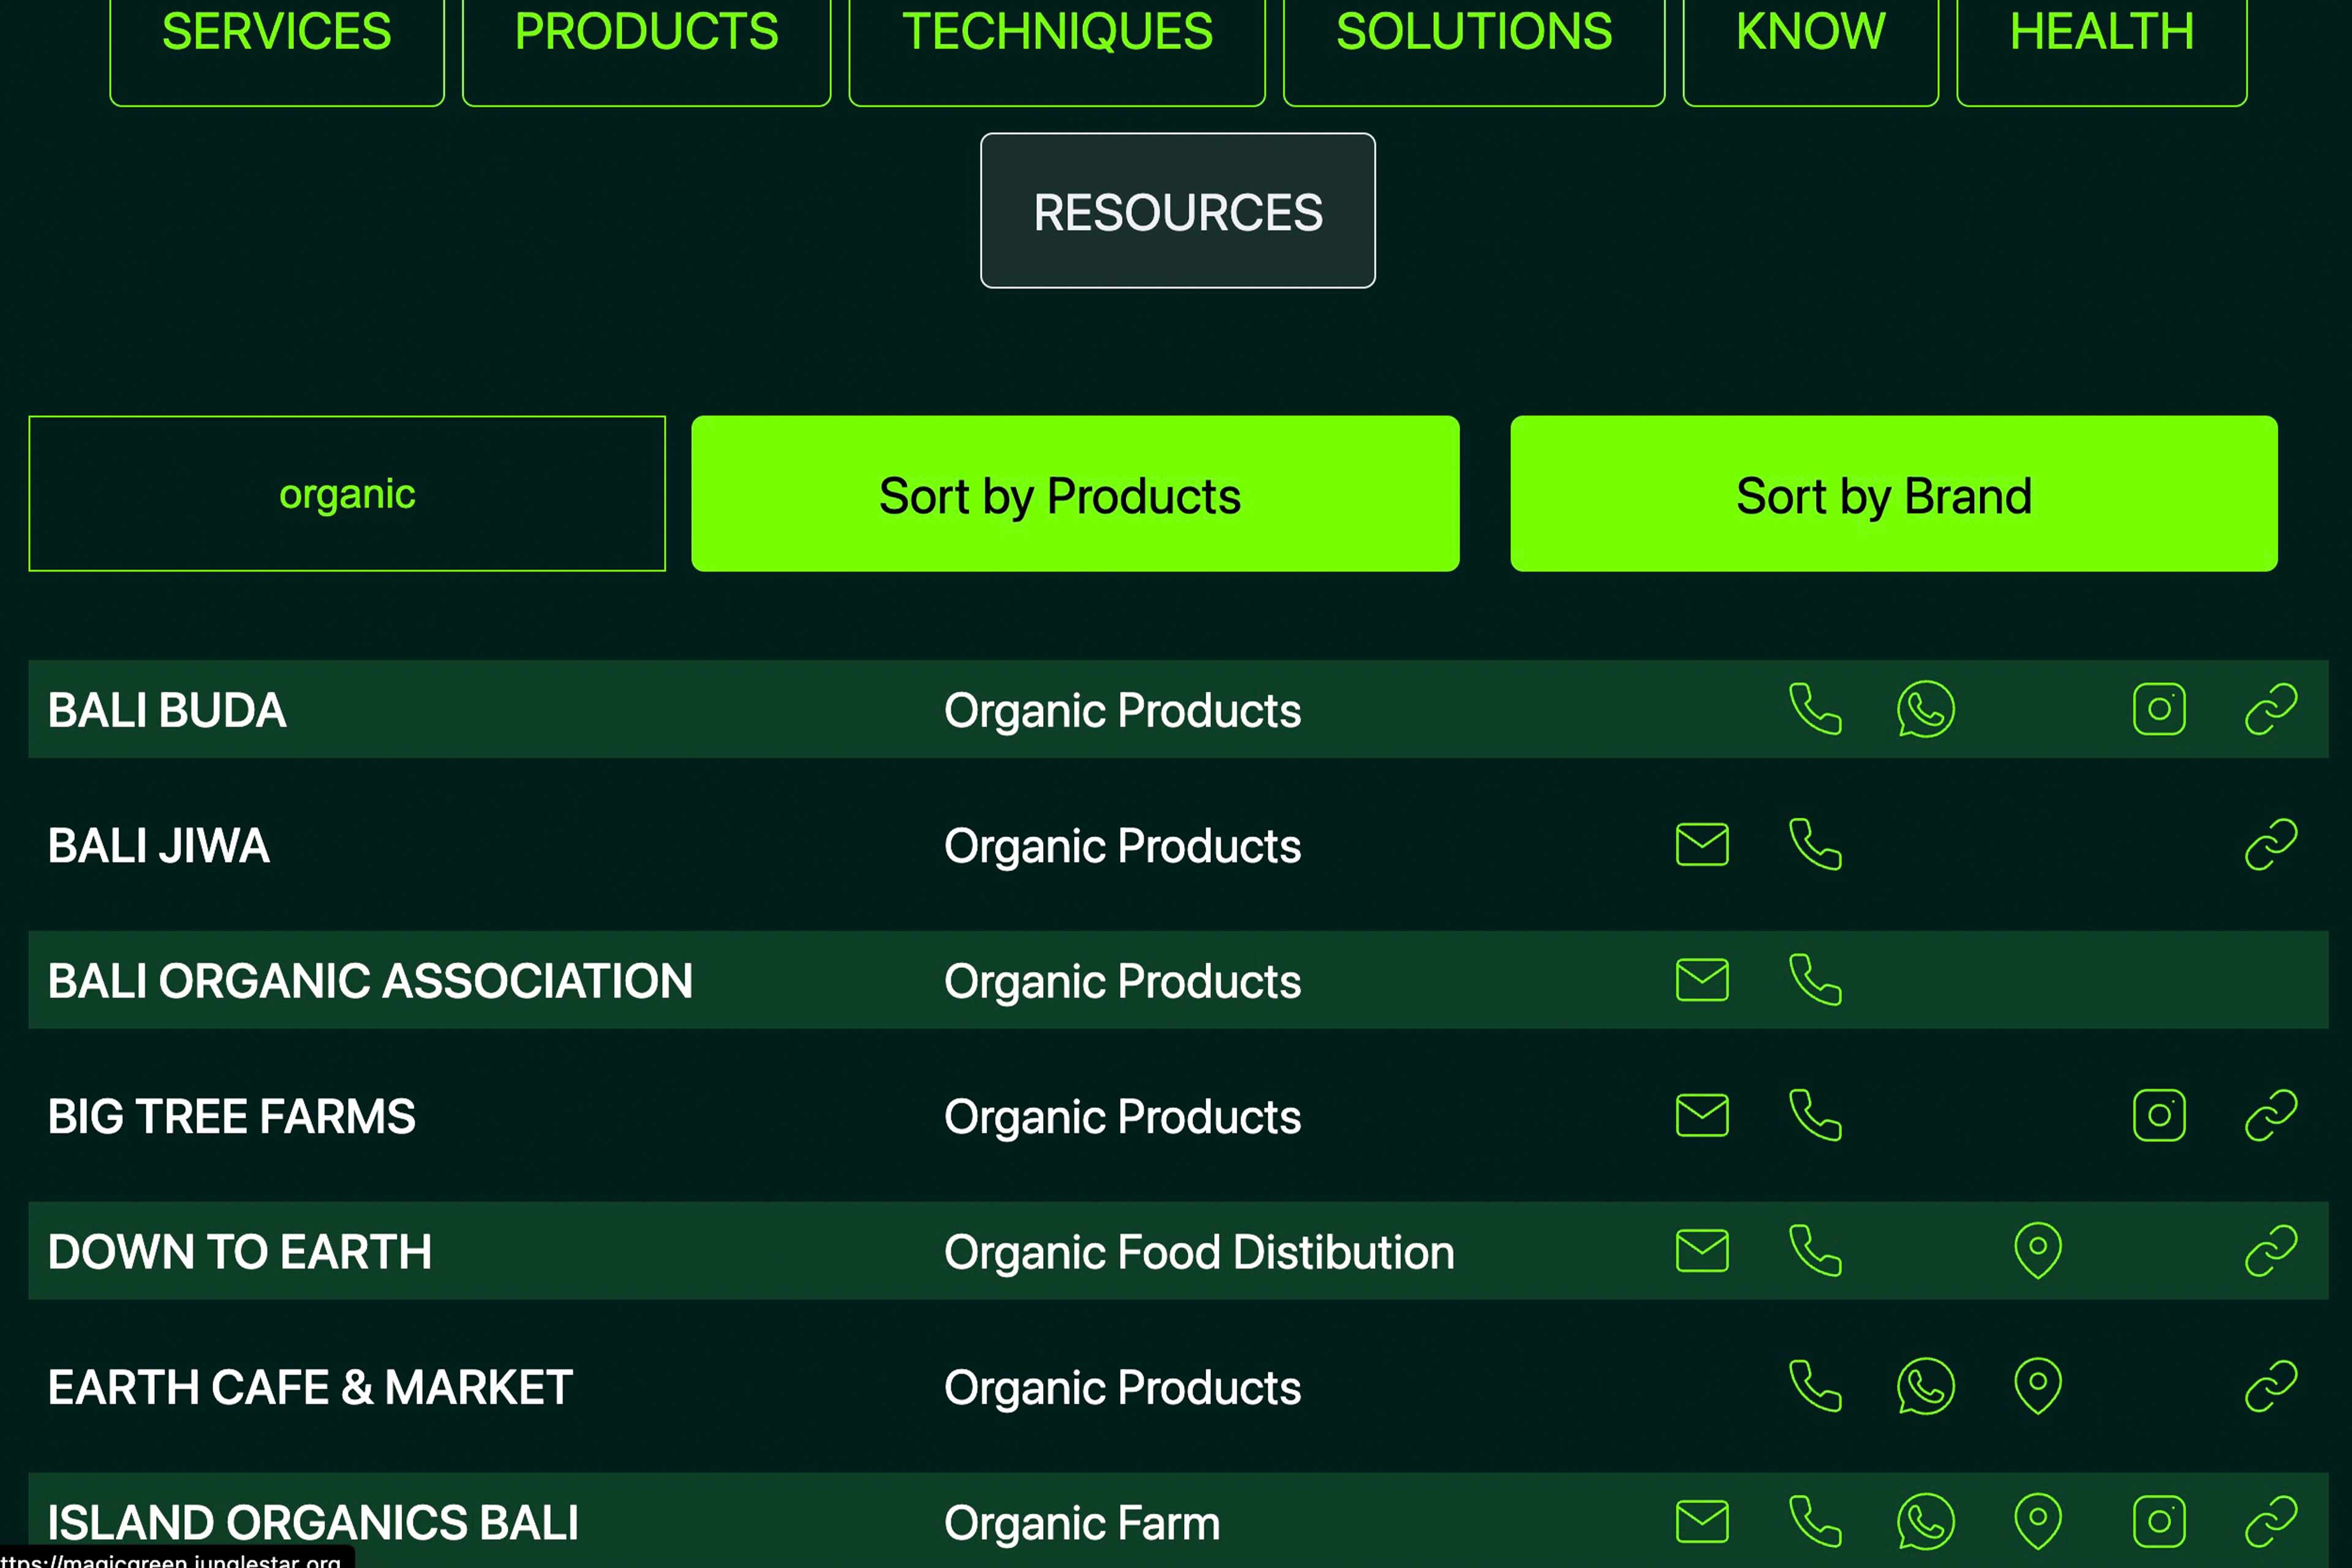 SERVICES PRODUCTS TECHNIQUES SOLUTIONS KNOW HEALTH
RESOURCES
organic Sort by Products Sort by Brand
BALI BUDA Organic Products
BALI JIWA Organic Products
BALI ORGANIC ASSOCIATION Organic Products
BIG TREE FARMS Organic Products
DOWN TO EARTH Organic Food Distibution
EARTH CAFE & MARKET Organic Products
ISLAND ORGANICS BALI Organic Farm
ttps://magicgreen.junglestar.org